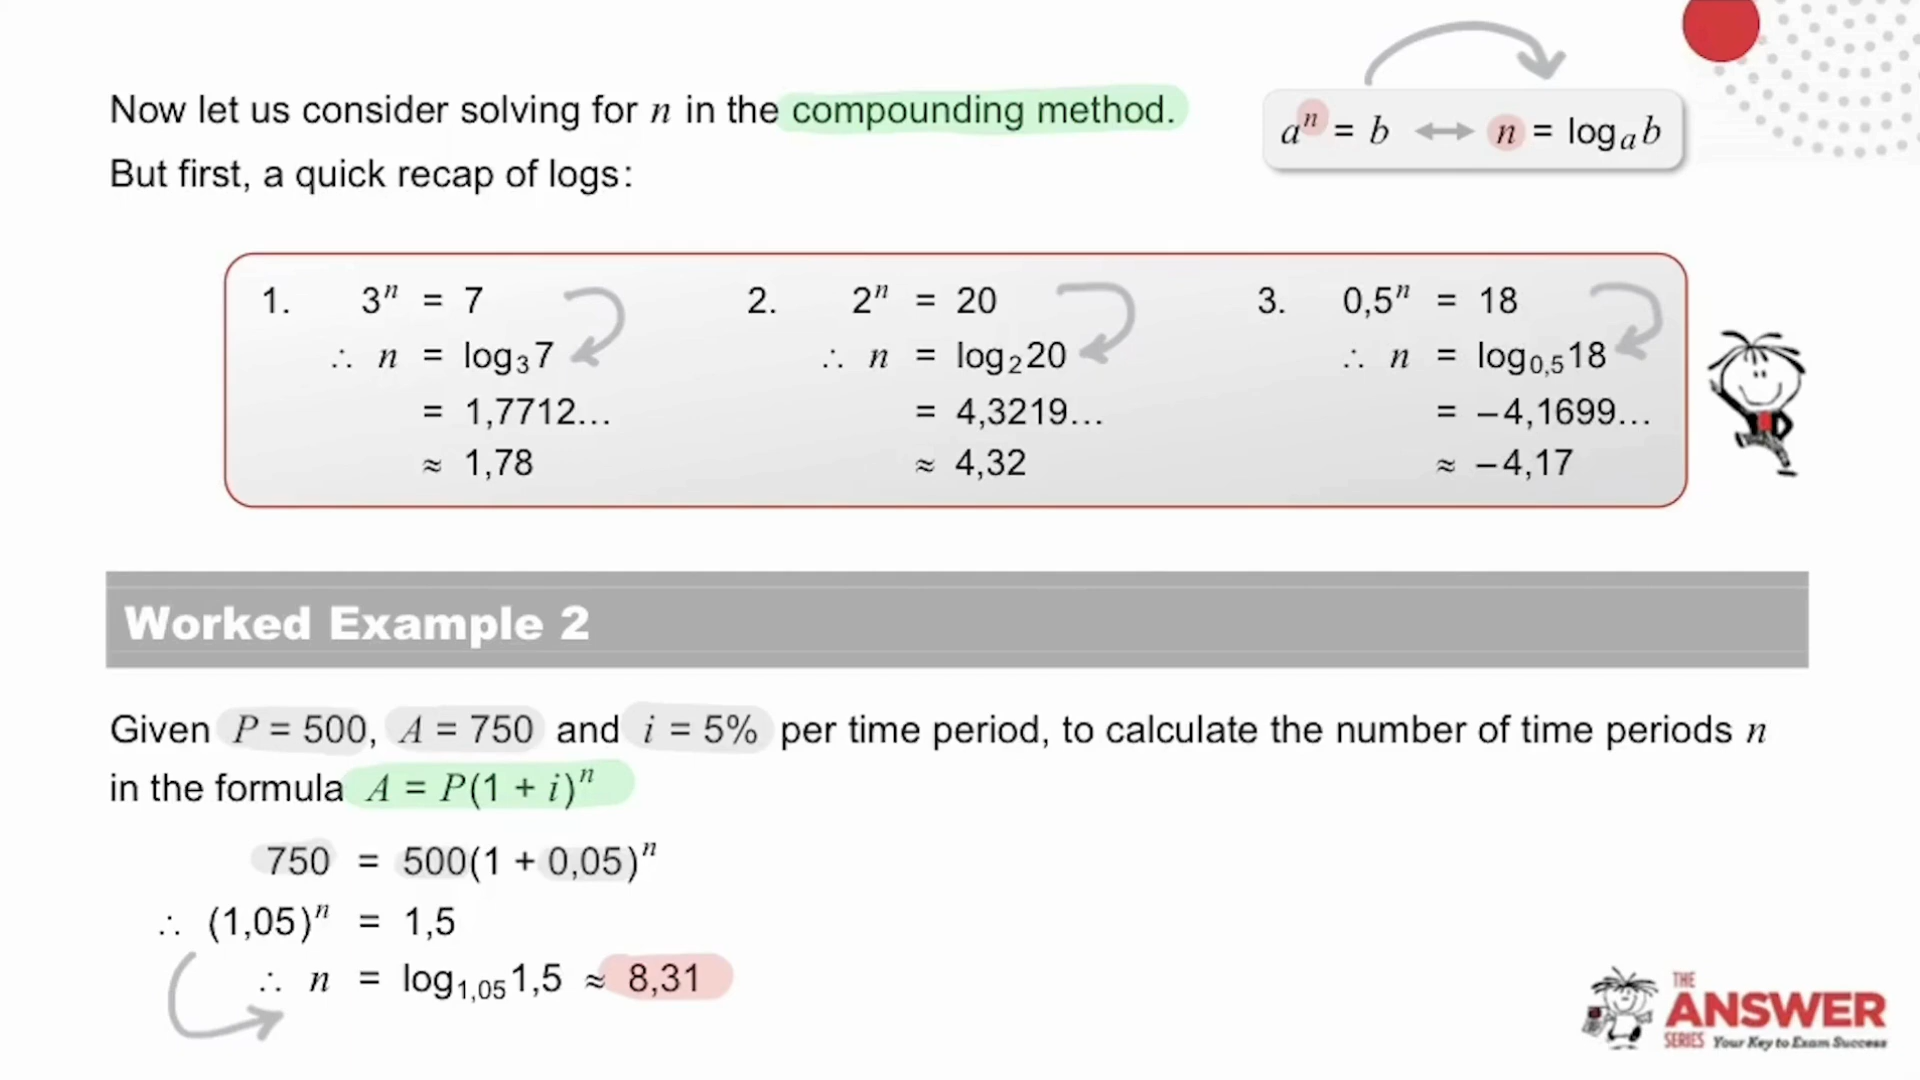 Now let us consider solving for n in the compounding method.
aⁿ = b ⟷ n = logₐb
But first, a quick recap of logs:
1. 3ⁿ = 7
∴ n = log₃7
= 1,7712...
≈ 1,78
2. 2ⁿ = 20
∴ n = log₂20
= 4,3219...
≈ 4,32
3. 0,5ⁿ = 18
∴ n = log₀,₅18
= –4,1699...
≈ –4,17
Worked Example 2
Given P = 500, A = 750 and i = 5% per time period, to calculate the number of time periods n
in the formula A = P(1 + i)ⁿ
750 = 500(1 + 0,05)ⁿ
∴ (1,05)ⁿ = 1,5
∴ n = log₁,₀₅1,5 ≈ 8,31
THE
ANSWER
SERIES Your Key to Exam Success